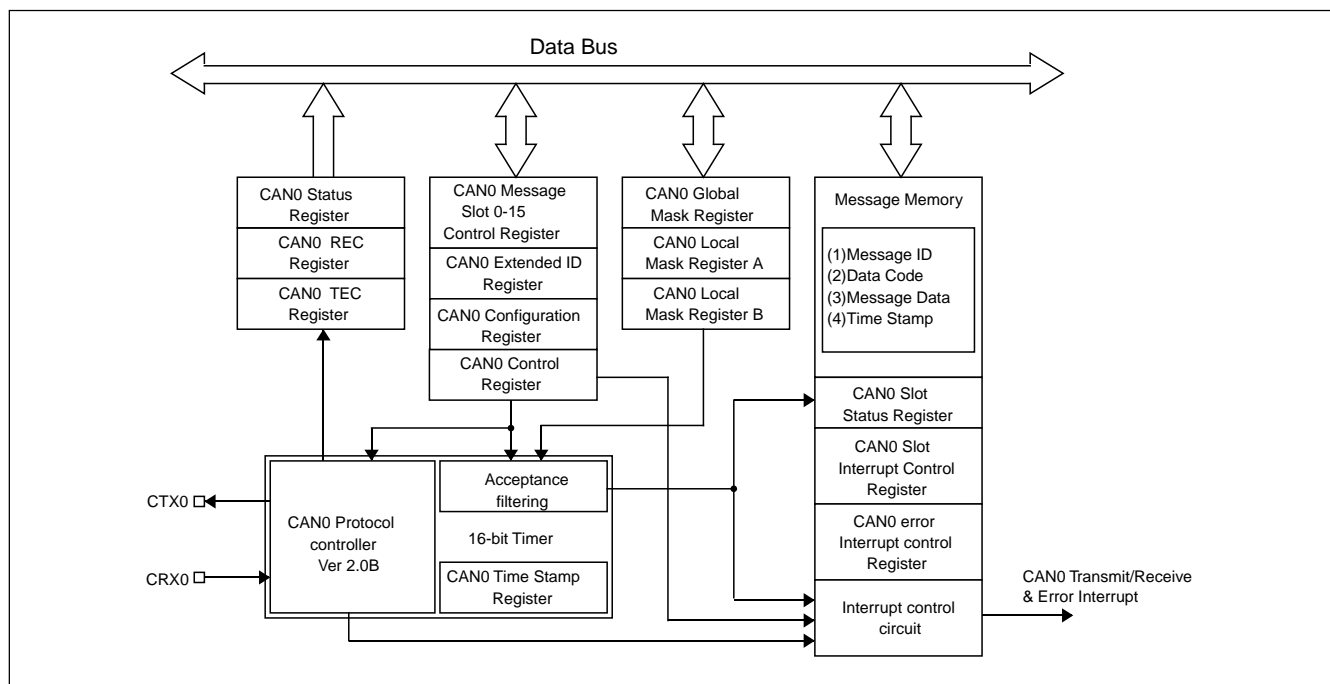 Data Bus
CAN0 Status
Register
CAN0 REC
Register
CAN0 TEC
Register
CAN0 Message
Slot 0-15
Control Register
CAN0 Extended ID
Register
CAN0 Configuration
Register
CAN0 Control
Register
CAN0 Global
Mask Register
CAN0 Local
Mask Register A
CAN0 Local
Mask Register B
Message Memory
(1)Message ID
(2)Data Code
(3)Message Data
(4)Time Stamp
CAN0 Slot
Status Register
CAN0 Slot
Interrupt Control
Register
CAN0 error
Interrupt control
Register
Interrupt control
circuit
CTX0
CRX0
CAN0 Protocol
controller
Ver 2.0B
Acceptance
filtering
16-bit Timer
CAN0 Time Stamp
Register
CAN0 Transmit/Receive
& Error Interrupt